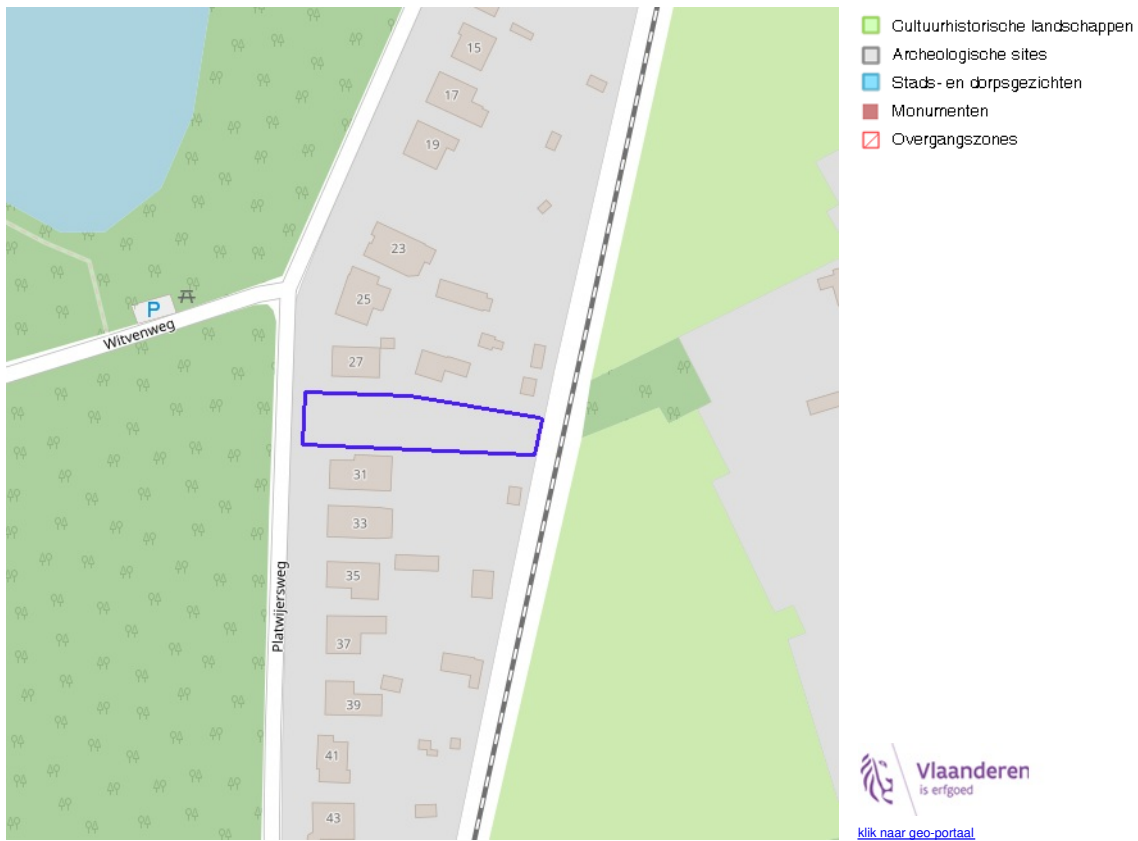 15
17
19
23
25
P
Witvenweg
27
31
33
35
Platwijersweg
37
39
41
43
Cultuurhistorische landschappen
Archeologische sites
Stads- en dorpsgezichten
Monumenten
Overgangszones
Vlaanderen
is erfgoed
klik naar geo-portaal